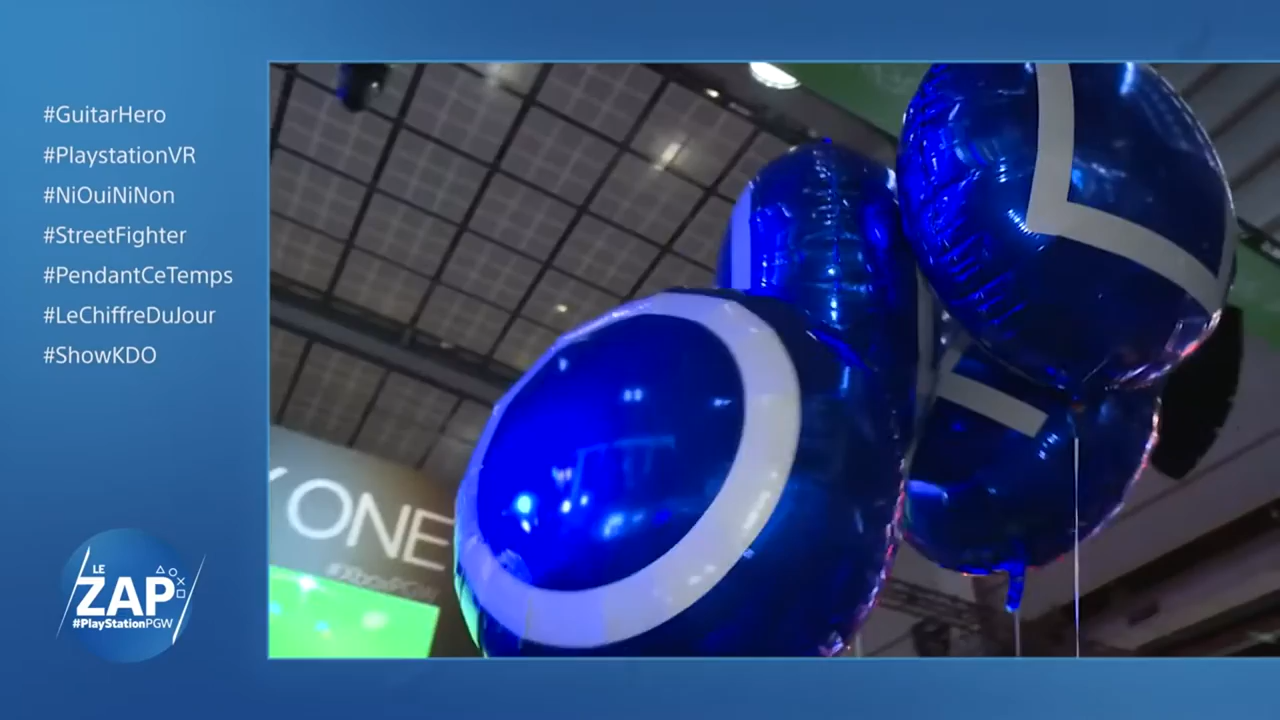 #GuitarHero
#PlaystationVR
#NiOuiNiNon
#StreetFighter
#PendantCeTemps
#LeChiffreDuJour
#ShowKDO
ONE
LE
ZAP
#PlayStationPGW